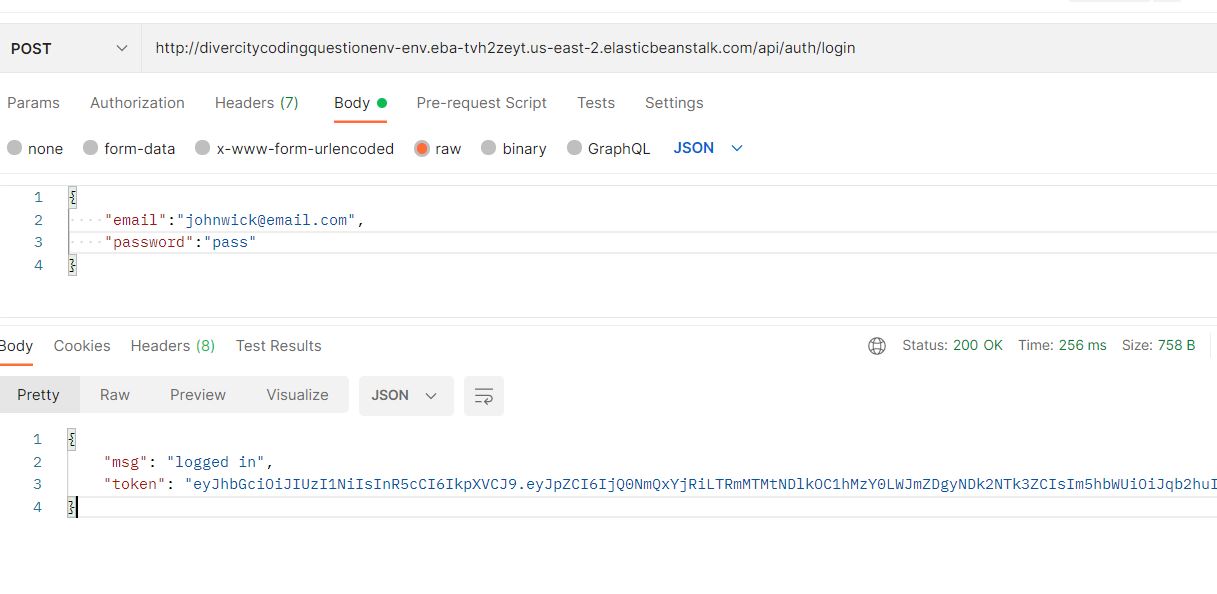 POST http://divercitycodingquestionenv-env.eba-tvh2zeyt.us-east-2.elasticbeanstalk.com/api/auth/login
Params Authorization Headers (7) Body Pre-request Script Tests Settings
none form-data x-www-form-urlencoded raw binary GraphQL JSON
1 {
2 "email":"johnwick@email.com",
3 "password":"pass"
4 }
Body Cookies Headers (8) Test Results Status: 200 OK Time: 256 ms Size: 758 B
Pretty Raw Preview Visualize JSON
1 {
2 "msg": "logged in",
3 "token": "eyJhbGciOiJIUzI1NiIsInR5cCI6IkpXVCJ9.eyJpZCI6IjQ0NmQxYjRiLTRmMTMtNDlkOC1hMzY0LWJmZDgyNDk2NTk3ZCIsIm5hbWUiOiJqb2huI
4 }